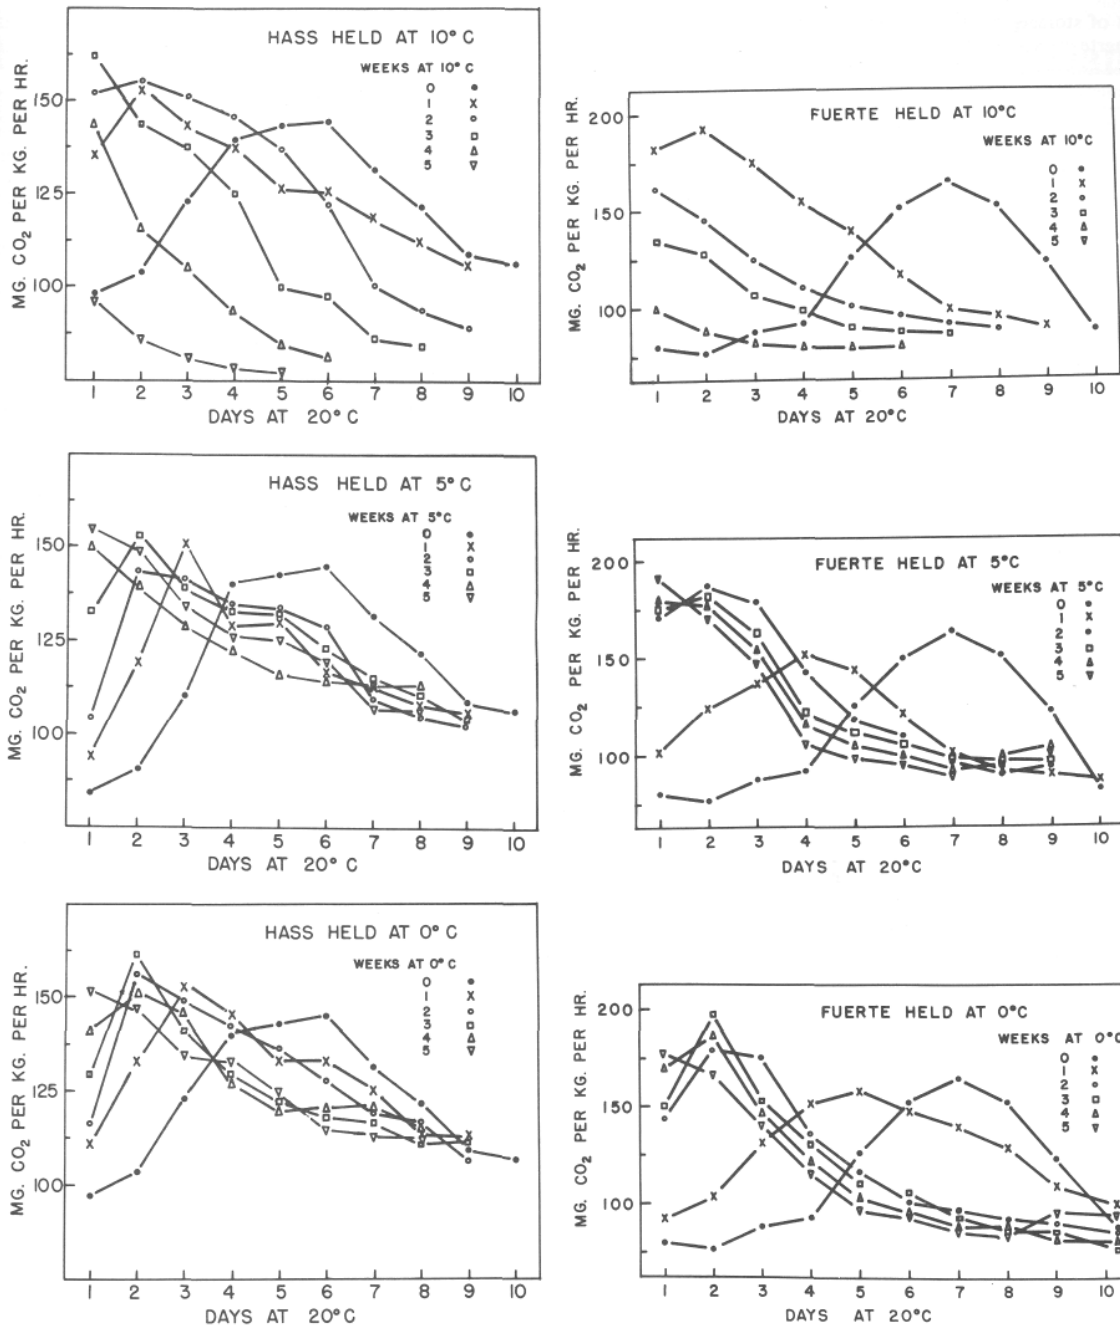 HASS HELD AT 10° C
WEEKS AT 10° C
0
1
2
3
4
5
150
125
100
MG. CO2 PER KG. PER HR.
1 2 3 4 5 6 7 8 9 10
DAYS AT 20° C
FUERTE HELD AT 10°C
WEEKS AT 10°C
0
1
2
3
4
5
200
150
100
MG. CO2 PER KG. PER HR.
1 2 3 4 5 6 7 8 9 10
DAYS AT 20°C
HASS HELD AT 5° C
WEEKS AT 5°C
0
1
2
3
4
5
150
125
100
MG. CO2 PER KG. PER HR.
1 2 3 4 5 6 7 8 9 10
DAYS AT 20° C
FUERTE HELD AT 5°C
WEEKS AT 5°C
0
1
2
3
4
5
200
150
100
MG. CO2 PER KG. PER HR.
1 2 3 4 5 6 7 8 9 10
DAYS AT 20°C
HASS HELD AT 0° C
WEEKS AT 0° C
0
1
2
3
4
5
150
125
100
MG. CO2 PER KG. PER HR.
1 2 3 4 5 6 7 8 9 10
DAYS AT 20°C
FUERTE HELD AT 0°C
WEEKS AT 0°C
0
1
2
3
4
5
200
150
100
MG. CO2 PER KG. PER HR.
1 2 3 4 5 6 7 8 9 10
DAYS AT 20°C